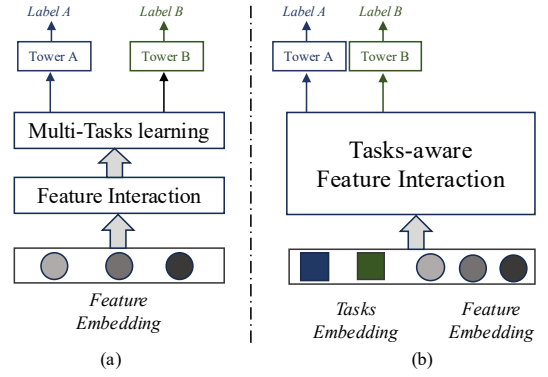 Label A
Label B
Tower A
Tower B
Multi-Tasks learning
Feature Interaction
Feature
Embedding
(a)
Label A
Label B
Tower A
Tower B
Tasks-aware
Feature Interaction
Tasks
Embedding
Feature
Embedding
(b)